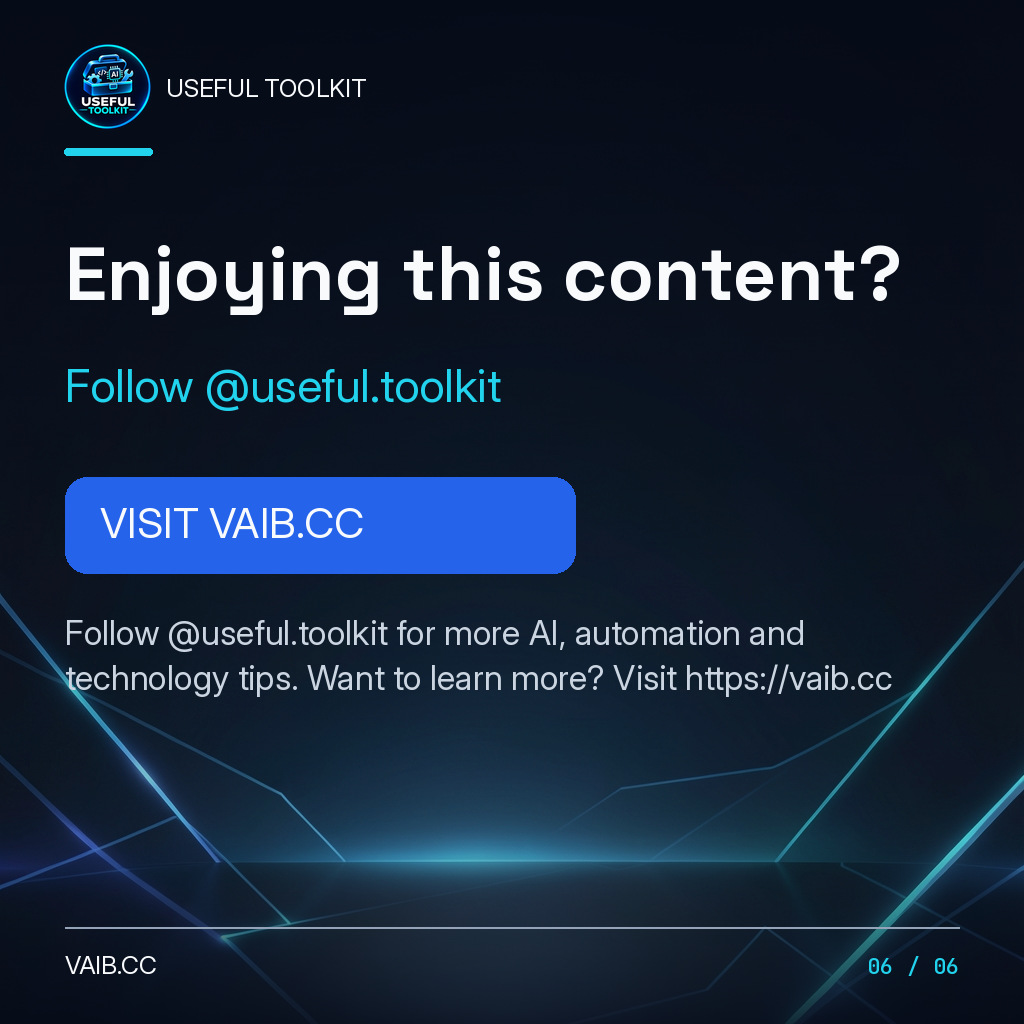 AI
USEFUL
TOOLKIT
USEFUL TOOLKIT
Enjoying this content?
Follow @useful.toolkit
VISIT VAIB.CC
Follow @useful.toolkit for more AI, automation and
technology tips. Want to learn more? Visit https://vaib.cc
VAIB.CC
06 / 06